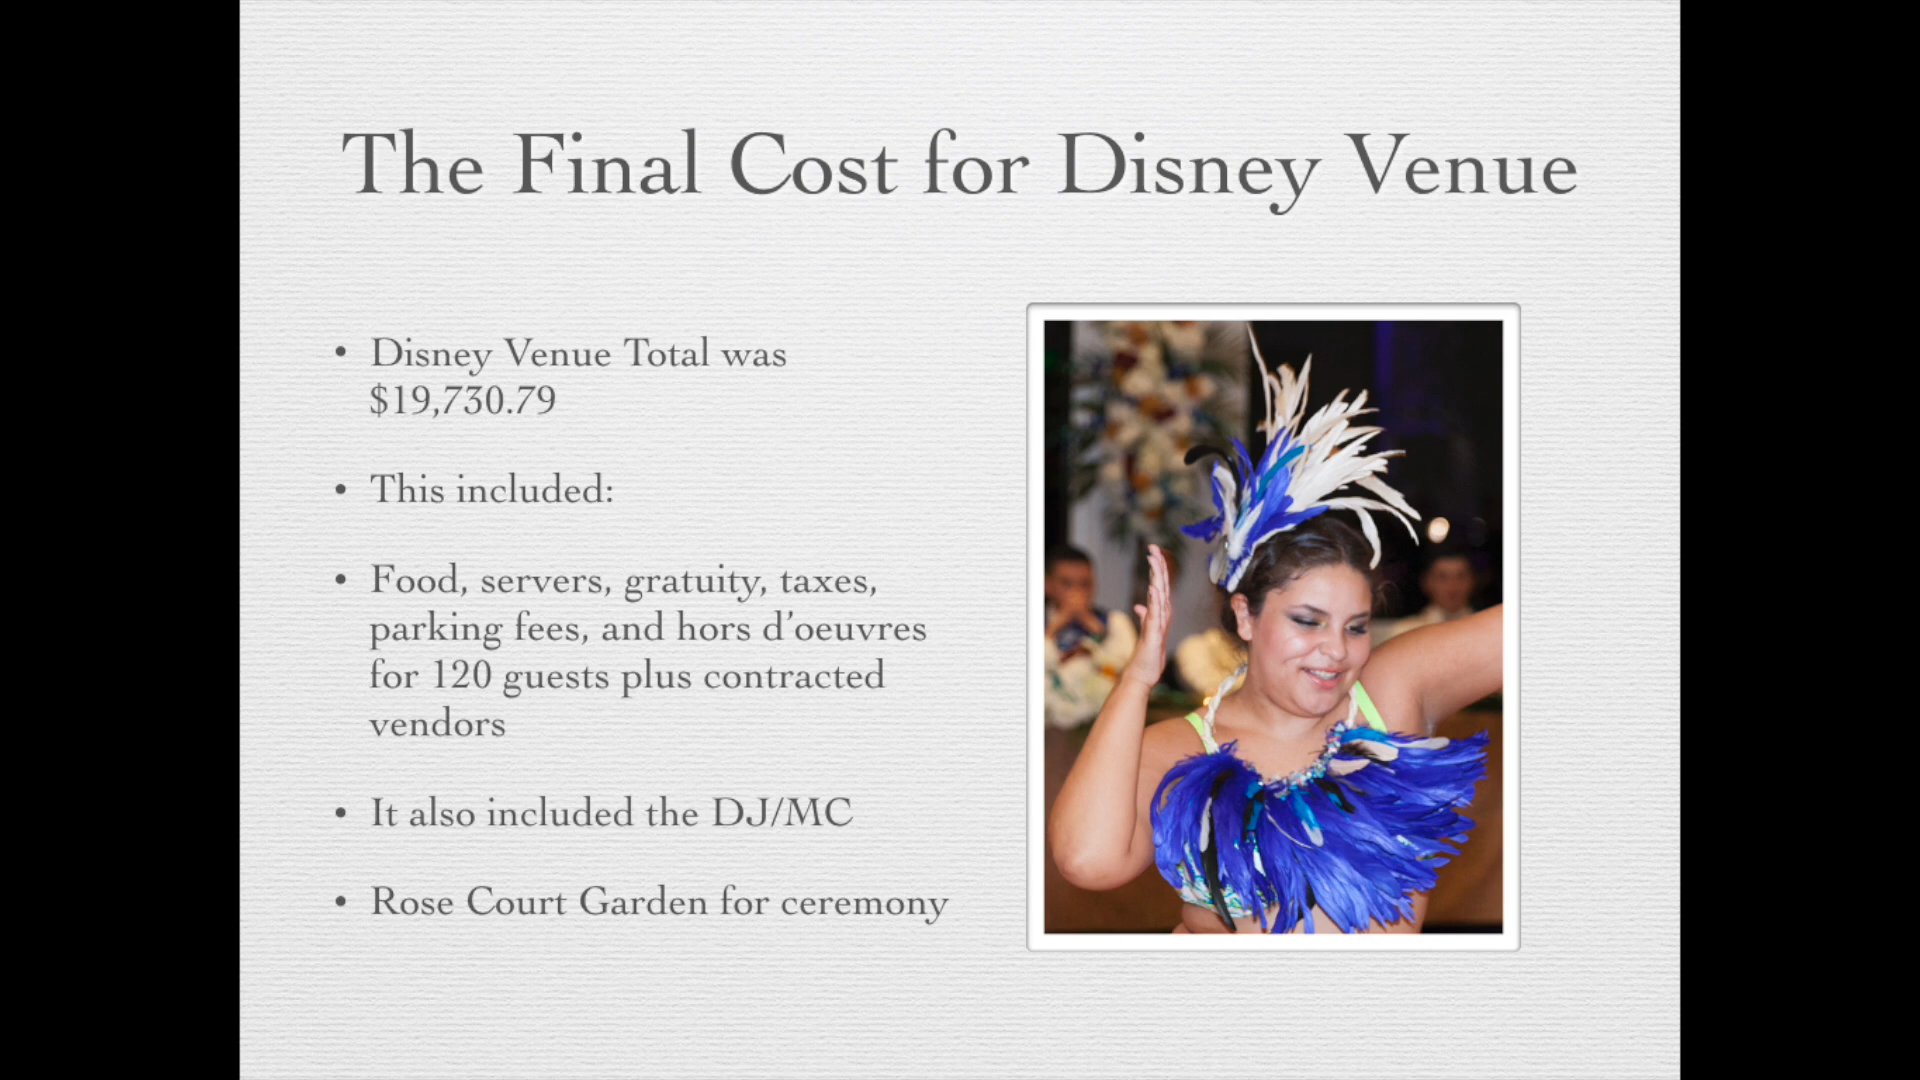 The Final Cost for Disney Venue
• Disney Venue Total was
$19,730.79
• This included:
• Food, servers, gratuity, taxes,
parking fees, and hors d’oeuvres
for 120 guests plus contracted
vendors
• It also included the DJ/MC
• Rose Court Garden for ceremony